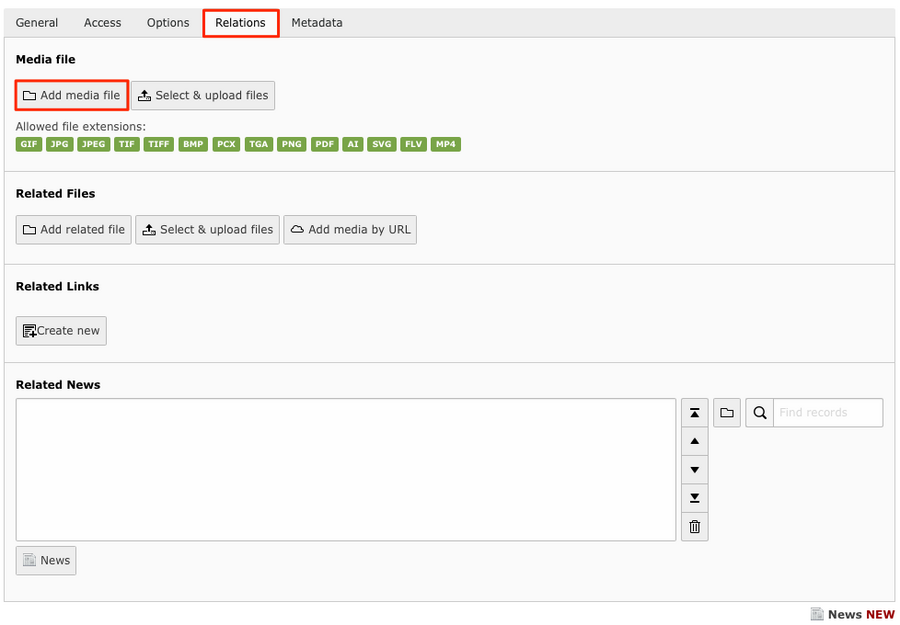 General Access Options Relations Metadata
Media file
Add media file Select & upload files
Allowed file extensions:
GIF JPG JPEG TIF TIFF BMP PCX TGA PNG PDF AI SVG FLV MP4
Related Files
Add related file Select & upload files Add media by URL
Related Links
Create new
Related News
Find records
News
News NEW